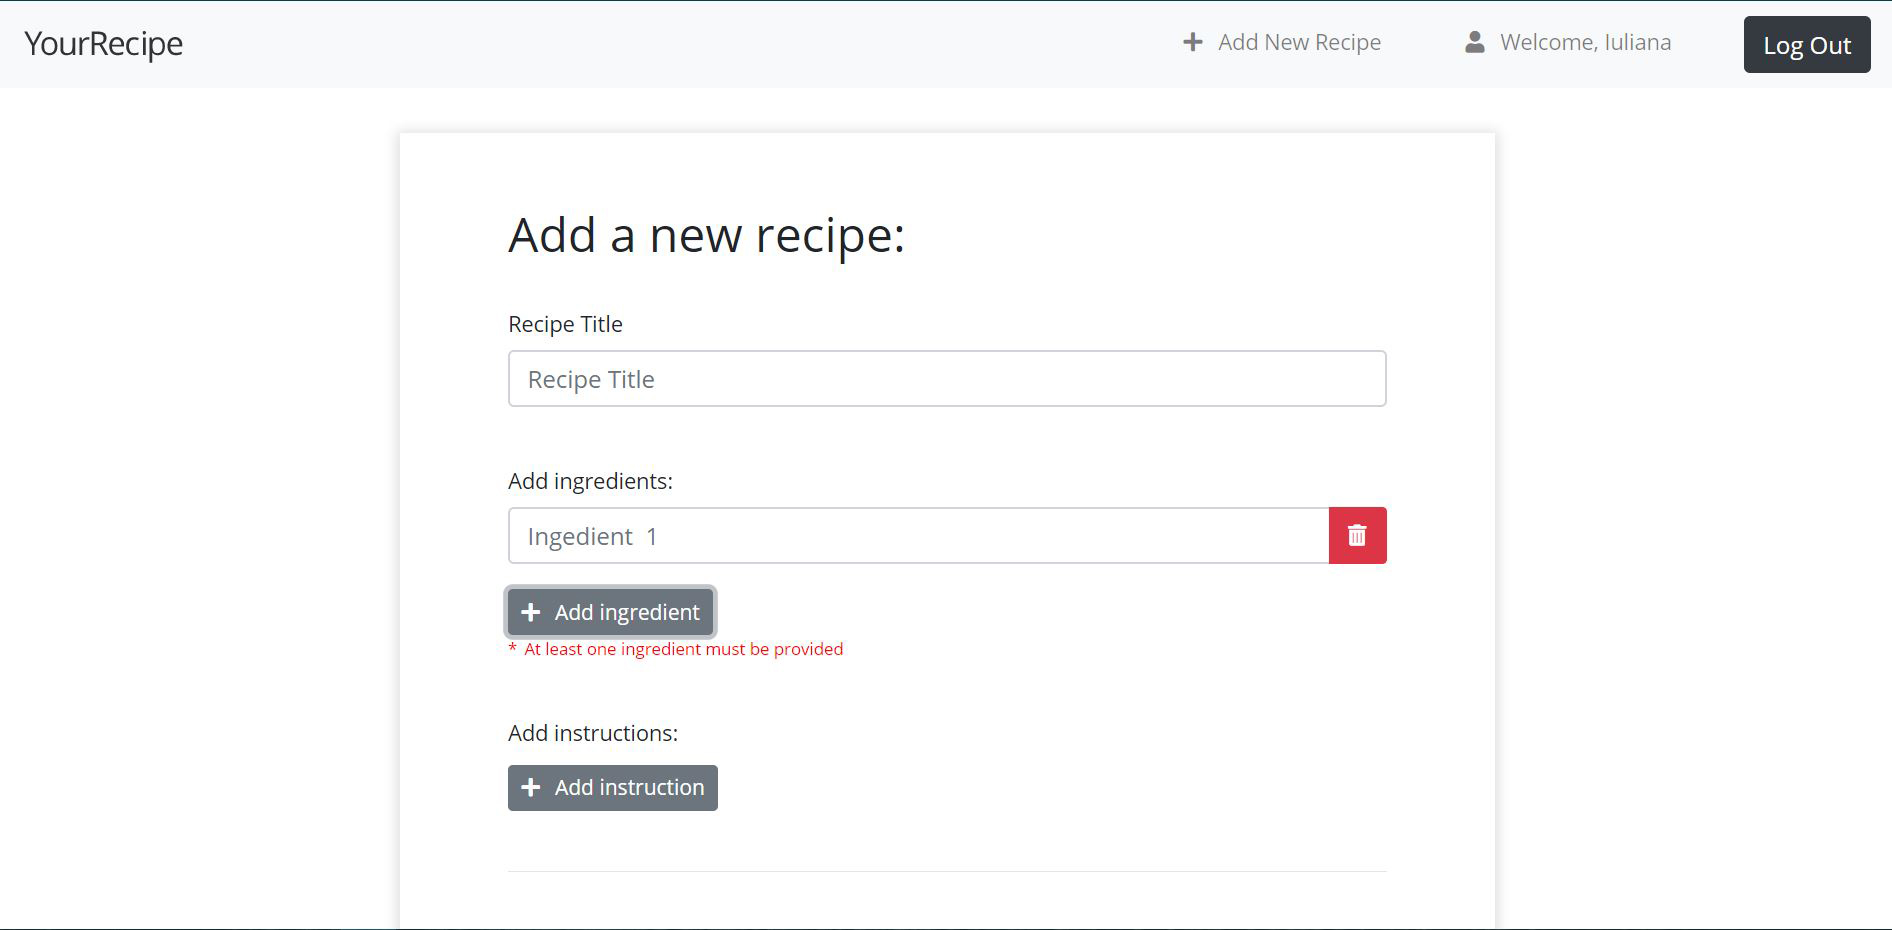 YourRecipe
Add New Recipe
Welcome, Iuliana
Log Out
Add a new recipe:
Recipe Title
Recipe Title
Add ingredients:
Ingedient 1
Add ingredient
* At least one ingredient must be provided
Add instructions:
Add instruction